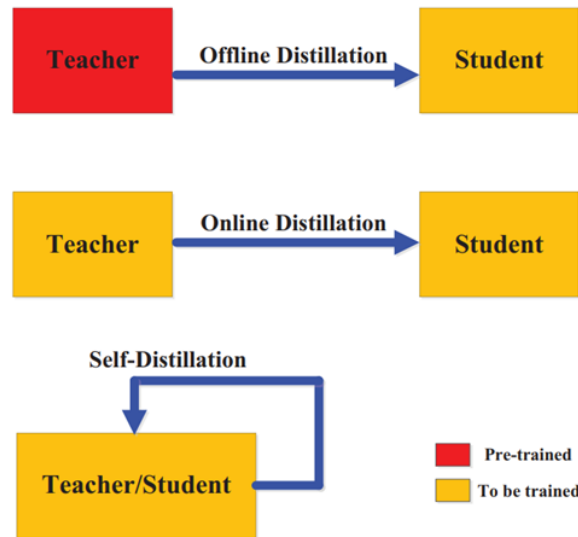 Teacher
Offline Distillation
Student
Teacher
Online Distillation
Student
Self-Distillation
Teacher/Student
Pre-trained
To be trained